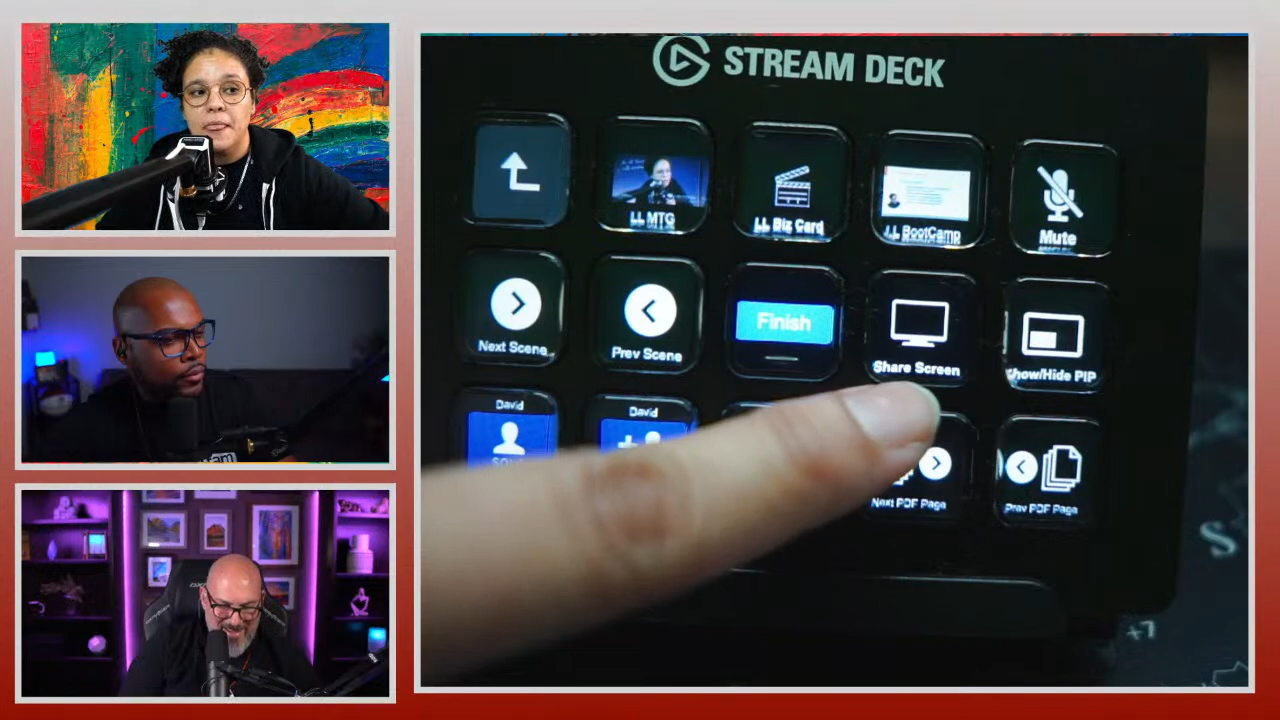 STREAM DECK
LL MTG
LL Biz Card
LL BootCamp
Mute
Next Scene
Prev Scene
Finish
Share Screen
Show/Hide PIP
David
David
Next PDF Page
Prev PDF Page
+7
S